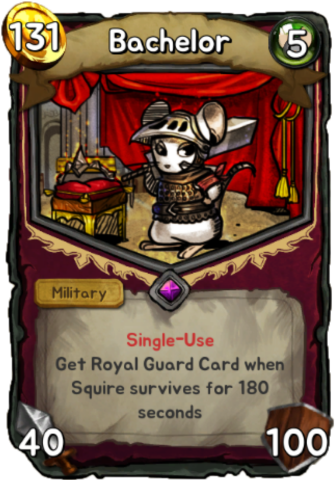 131
Bachelor
5
Military
Single-Use
Get Royal Guard Card when
Squire survives for 180
seconds
40
100